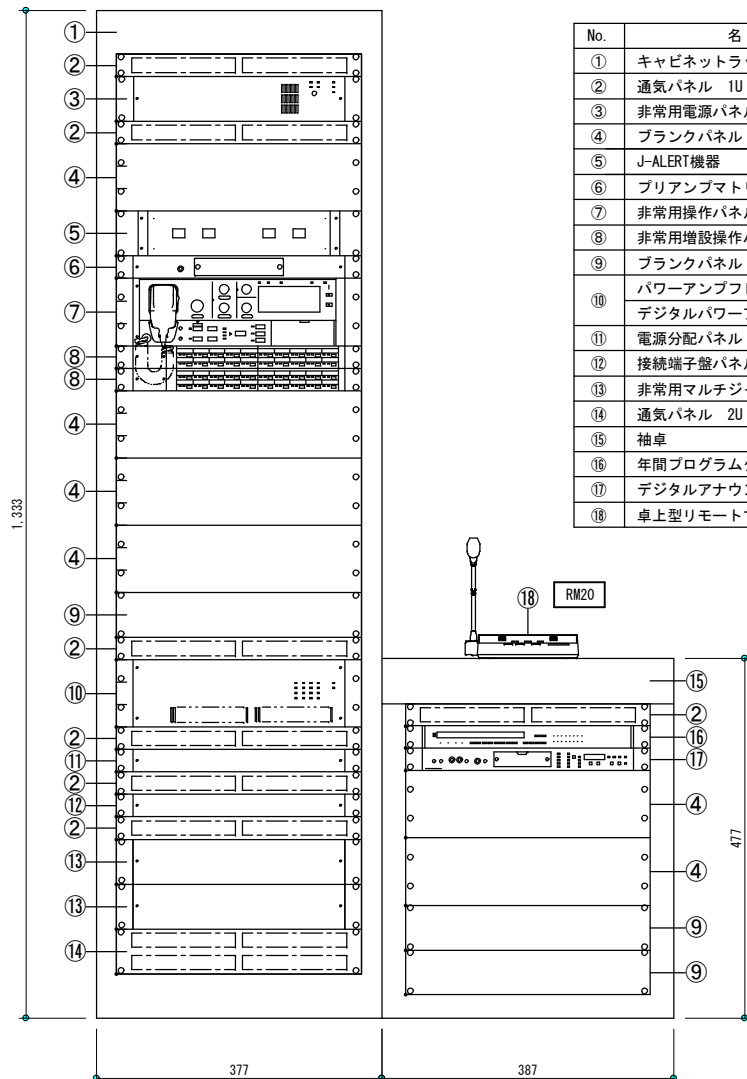 No. 名
① キャビネットラッ
② 通気パネル 1U
③ 非常用電源パネル
④ ブランクパネル
⑤ J-ALERT機器
⑥ プリアンプマトリ
⑦ 非常用操作パネル
⑧ 非常用増設操作パ
⑨ ブランクパネル
⑩ パワーアンプフレ
デジタルパワーア
⑪ 電源分配パネル
⑫ 接続端子盤パネル
⑬ 非常用マルチジャ
⑭ 通気パネル 2U
⑮ 袖卓
⑯ 年間プログラムタ
⑰ デジタルアナウン
⑱ 卓上型リモートマ
①
②
③
②
④
⑤
⑥
⑦
⑧
⑧
④
④
④
⑨
②
⑩
②
⑪
②
⑫
②
⑬
⑬
⑭
1,333
⑱ RM20
⑮
②
⑯
⑰
④
④
⑨
⑨
477
377
387